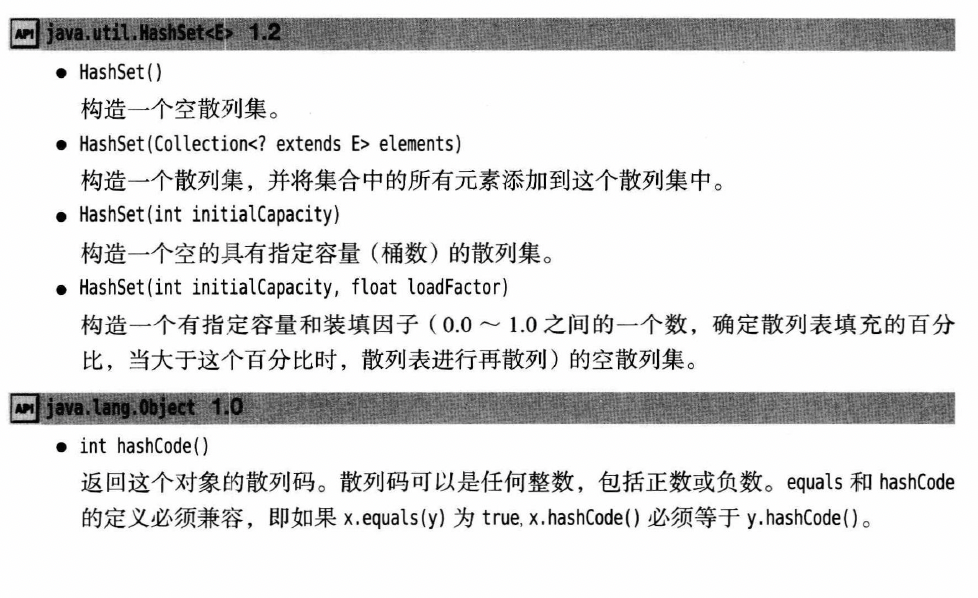 API java.util.HashSet<E> 1.2
● HashSet()
构造一个空散列集。
● HashSet(Collection<? extends E> elements)
构造一个散列集，并将集合中的所有元素添加到这个散列集中。
● HashSet(int initialCapacity)
构造一个空的具有指定容量（桶数）的散列集。
● HashSet(int initialCapacity, float loadFactor)
构造一个有指定容量和装填因子（0.0 ～ 1.0 之间的一个数，确定散列表填充的百分
比，当大于这个百分比时，散列表进行再散列）的空散列集。
API java.lang.Object 1.0
● int hashCode()
返回这个对象的散列码。散列码可以是任何整数，包括正数或负数。equals 和 hashCode
的定义必须兼容，即如果 x.equals(y) 为 true, x.hashCode() 必须等于 y.hashCode()。